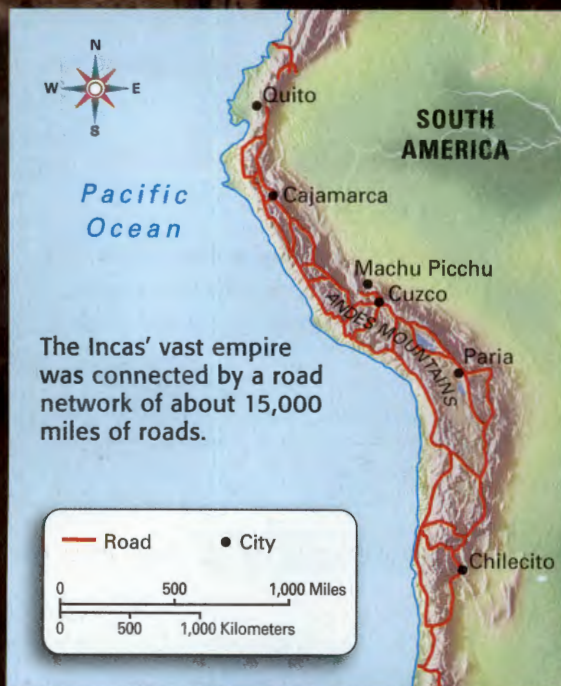 N
W E
S
Quito
SOUTH
AMERICA
Pacific
Ocean
Cajamarca
Machu Picchu
Cuzco
ANDES MOUNTAINS
Paria
The Incas' vast empire
was connected by a road
network of about 15,000
miles of roads.
Road City
Chilecito
0 500 1,000 Miles
0 500 1,000 Kilometers